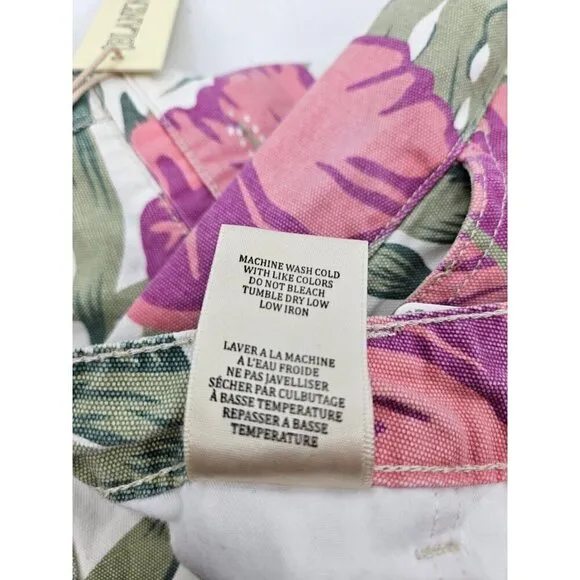 MACHINE WASH COLD
WITH LIKE COLORS
DO NOT BLEACH
TUMBLE DRY LOW
LOW IRON
LAVER A LA MACHINE
A L'EAU FROIDE
NE PAS JAVELLISER
SÉCHER PAR CULBUTAGE
À BASSE TEMPERATURE
REPASSER A BASSE
TEMPERATURE